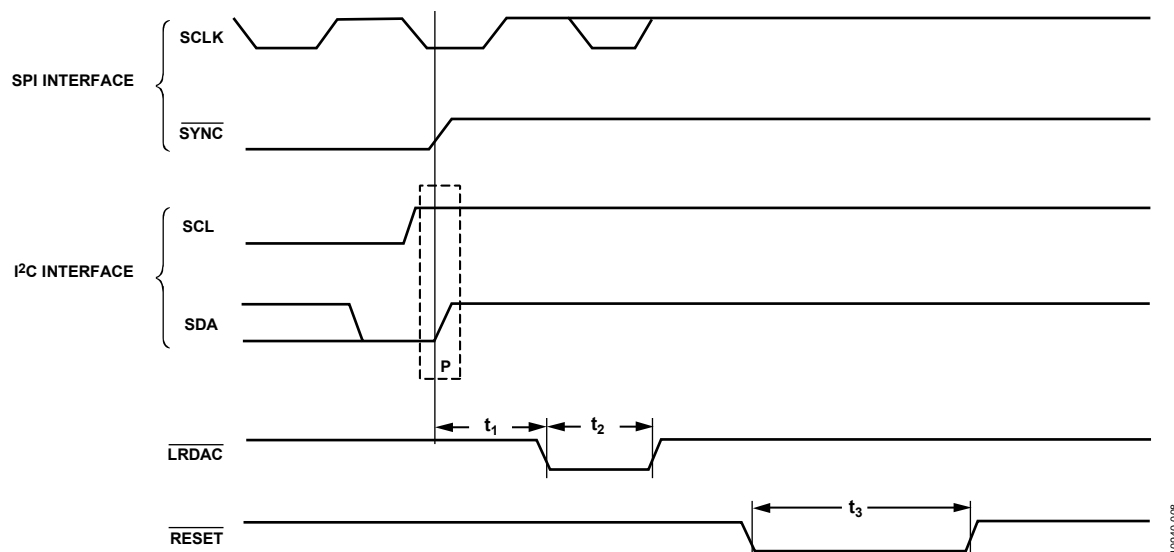 SCLK
SPI INTERFACE
SYNC
SCL
I²C INTERFACE
SDA
P
t₁
t₂
LRDAC
t₃
RESET